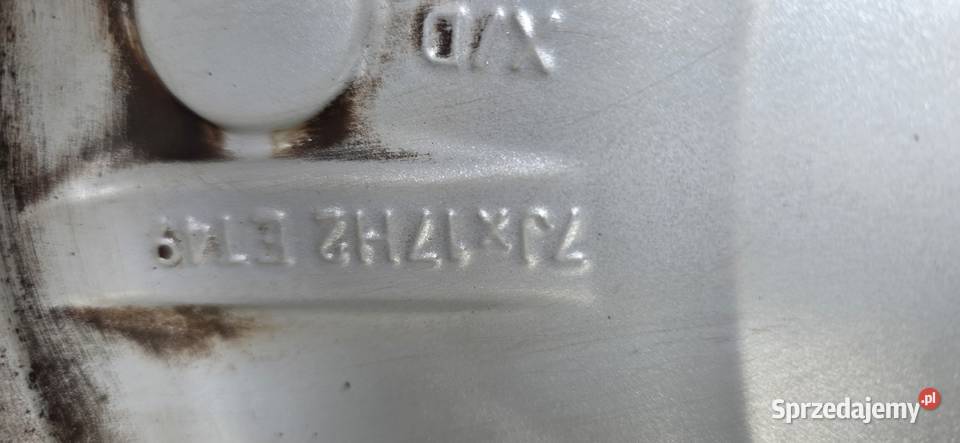 7Jx17H2 ET49
X/D
Sprzedajemy.pl